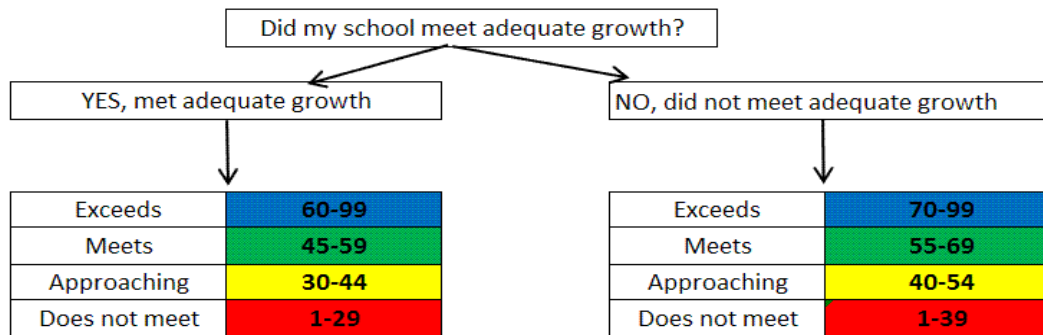 Did my school meet adequate growth?
YES, met adequate growth
NO, did not meet adequate growth
Exceeds 60-99
Meets 45-59
Approaching 30-44
Does not meet 1-29
Exceeds 70-99
Meets 55-69
Approaching 40-54
Does not meet 1-39